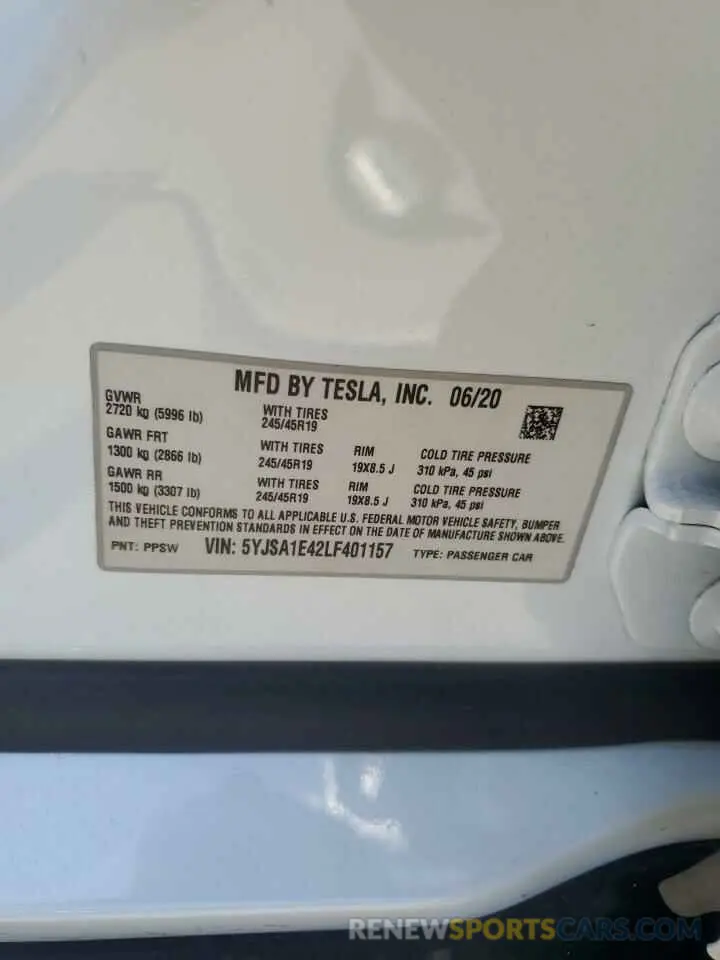 MFD BY TESLA, INC. 06/20
GVWR
2720 kg (5996 lb) WITH TIRES 245/45R19
GAWR FRT
1300 kg (2866 lb) WITH TIRES 245/45R19 RIM 19X8.5 J COLD TIRE PRESSURE 310 kPa, 45 psi
GAWR RR
1500 kg (3307 lb) WITH TIRES 245/45R19 RIM 19X8.5 J COLD TIRE PRESSURE 310 kPa, 45 psi
THIS VEHICLE CONFORMS TO ALL APPLICABLE U.S. FEDERAL MOTOR VEHICLE SAFETY, BUMPER
AND THEFT PREVENTION STANDARDS IN EFFECT ON THE DATE OF MANUFACTURE SHOWN ABOVE.
PNT: PPSW VIN: 5YJSA1E42LF401157 TYPE: PASSENGER CAR
RENEWSPORTSCARS.COM